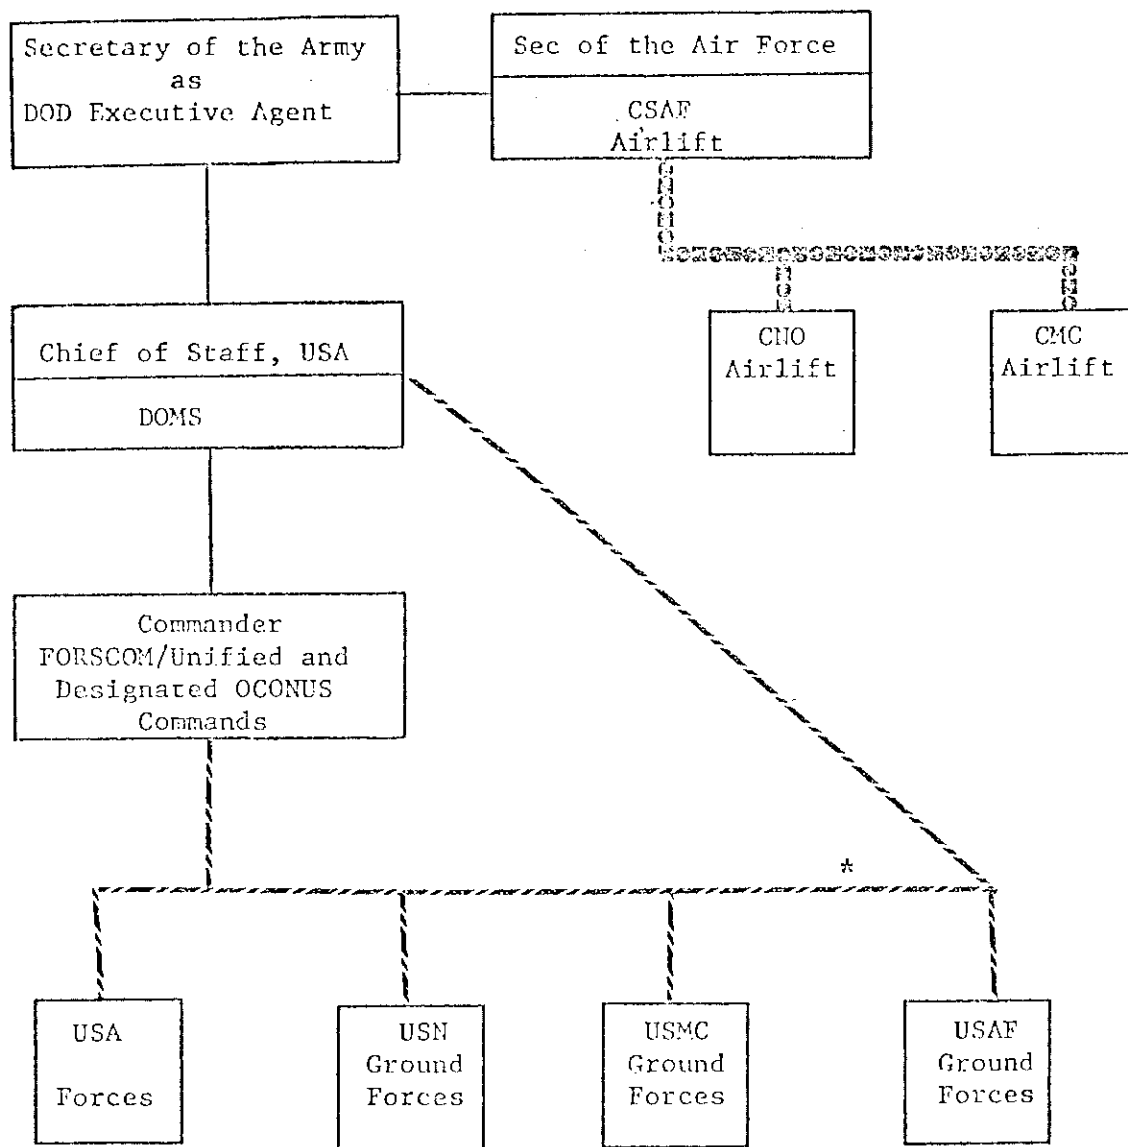 Secretary of the Army
as
DOD Executive Agent
Sec of the Air Force
CSAF
Airlift
CNO
Airlift
CMC
Airlift
Chief of Staff, USA
DOMS
Commander
FORSCOM/Unified and
Designated OCONUS
Commands
*
USA
Forces
USN
Ground
Forces
USMC
Ground
Forces
USAF
Ground
Forces